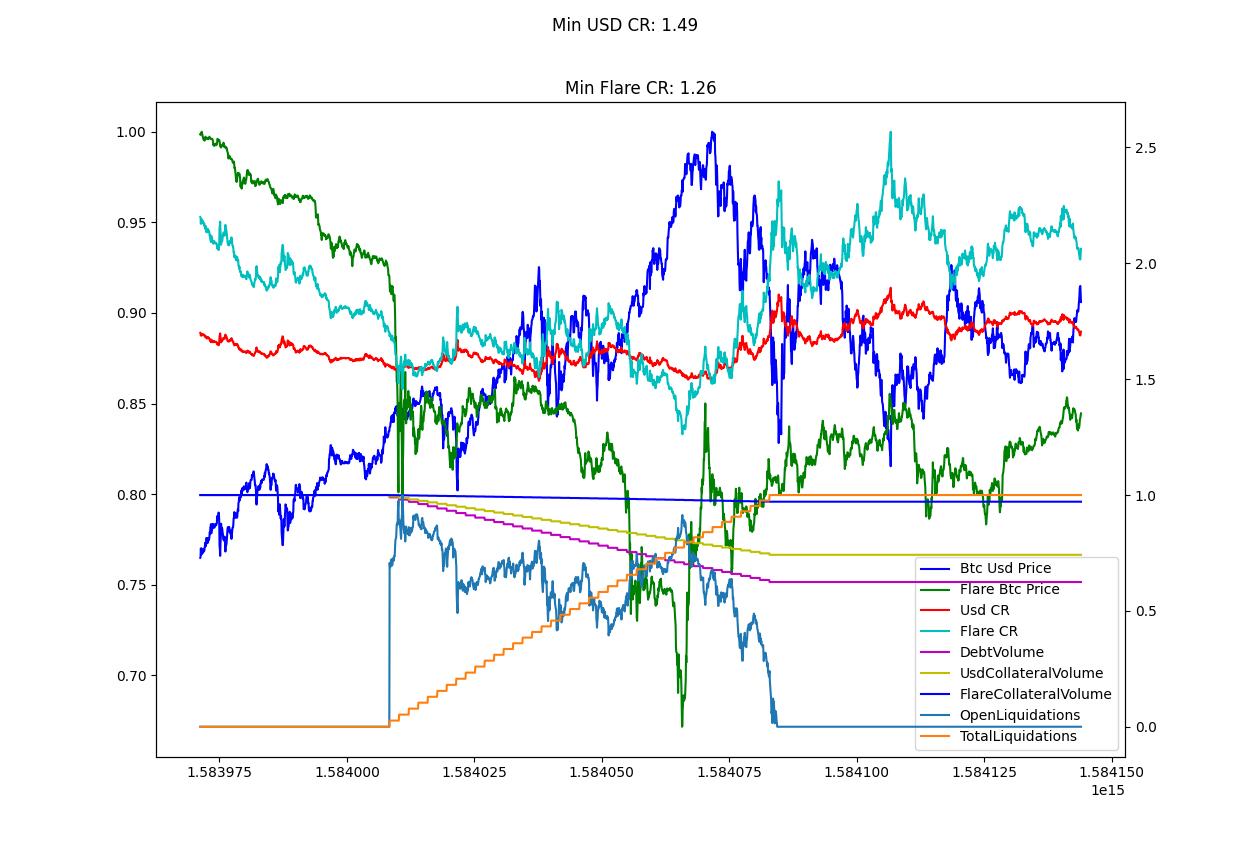 Min USD CR: 1.49
Min Flare CR: 1.26
1.00
0.95
0.90
0.85
0.80
0.75
0.70
2.5
2.0
1.5
1.0
0.5
0.0
Btc Usd Price
Flare Btc Price
Usd CR
Flare CR
DebtVolume
UsdCollateralVolume
FlareCollateralVolume
OpenLiquidations
TotalLiquidations
1.583975 1.584000 1.584025 1.584050 1.584075 1.584100 1.584125 1.584150
1e15